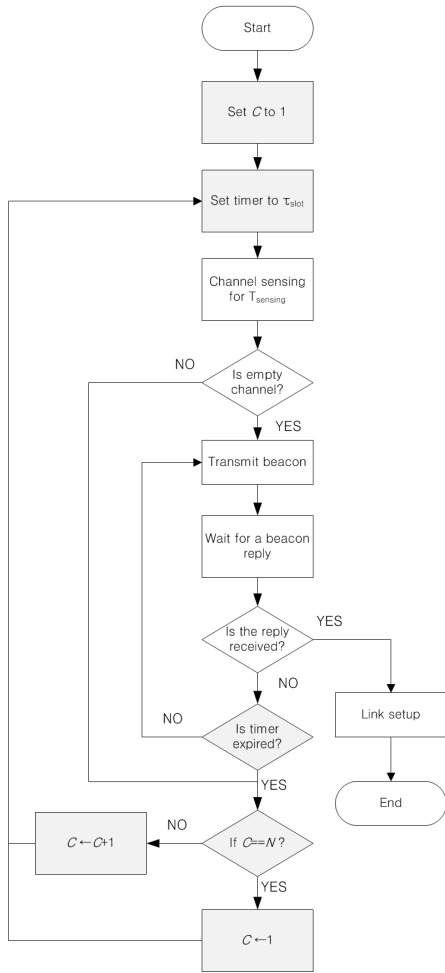 Start
Set C to 1
Set timer to τslot
Channel sensing
for Tsensing
NO
Is empty
channel?
YES
Transmit beacon
Wait for a beacon
reply
YES
Is the reply
received?
NO
Link setup
NO
Is timer
expired?
YES
End
NO
C ← C+1
If C==N ?
YES
C ← 1